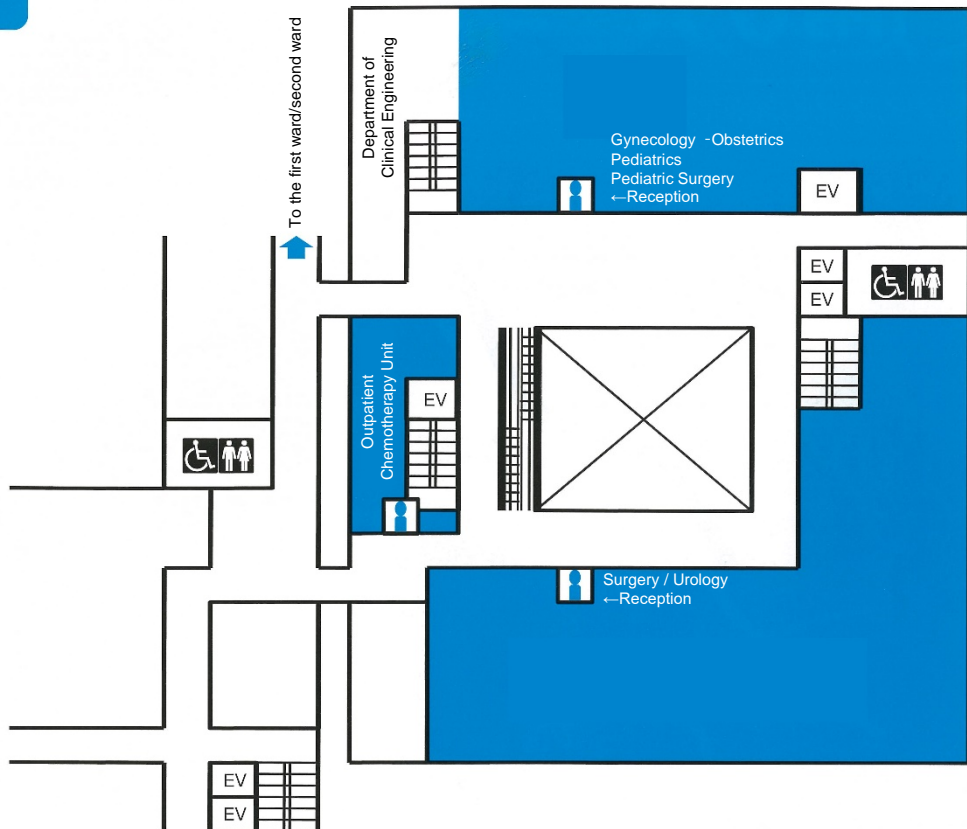 To the first ward/second ward
Department of
Clinical Engineering
Gynecology -Obstetrics
Pediatrics
Pediatric Surgery
←Reception
EV
EV
EV
Outpatient
Chemotherapy Unit
EV
Surgery / Urology
←Reception
EV
EV